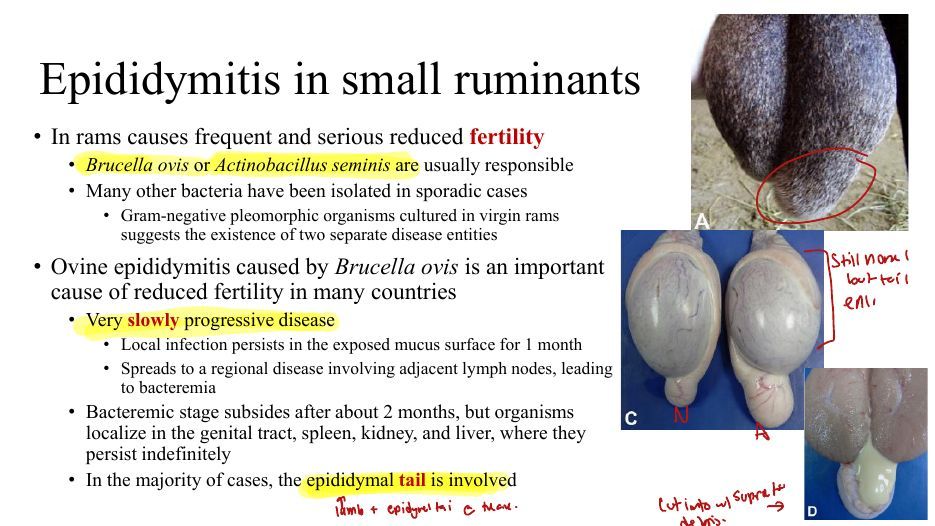 Epididymitis in small ruminants
• In rams causes frequent and serious reduced fertility
• Brucella ovis or Actinobacillus seminis are usually responsible
• Many other bacteria have been isolated in sporadic cases
• Gram-negative pleomorphic organisms cultured in virgin rams
suggests the existence of two separate disease entities
• Ovine epididymitis caused by Brucella ovis is an important
cause of reduced fertility in many countries
• Very slowly progressive disease
• Local infection persists in the exposed mucus surface for 1 month
• Spreads to a regional disease involving adjacent lymph nodes, leading
to bacteremia
• Bacteremic stage subsides after about 2 months, but organisms
localize in the genital tract, spleen, kidney, and liver, where they
persist indefinitely
• In the majority of cases, the epididymal tail is involved
A
Still
but
C
N
A
cut into w/
debris.
D